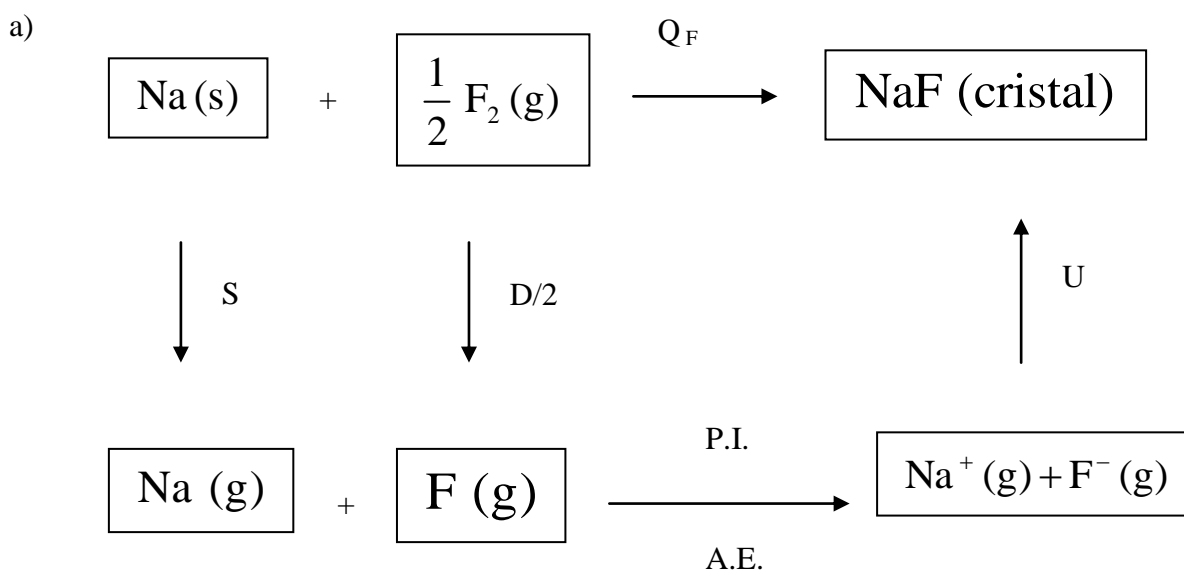 a)
Q F
Na (s) + 1/2 F₂ (g) NaF (cristal)
S D/2 U
P.I.
Na (g) + F (g) Na⁺ (g) + F⁻ (g)
A.E.